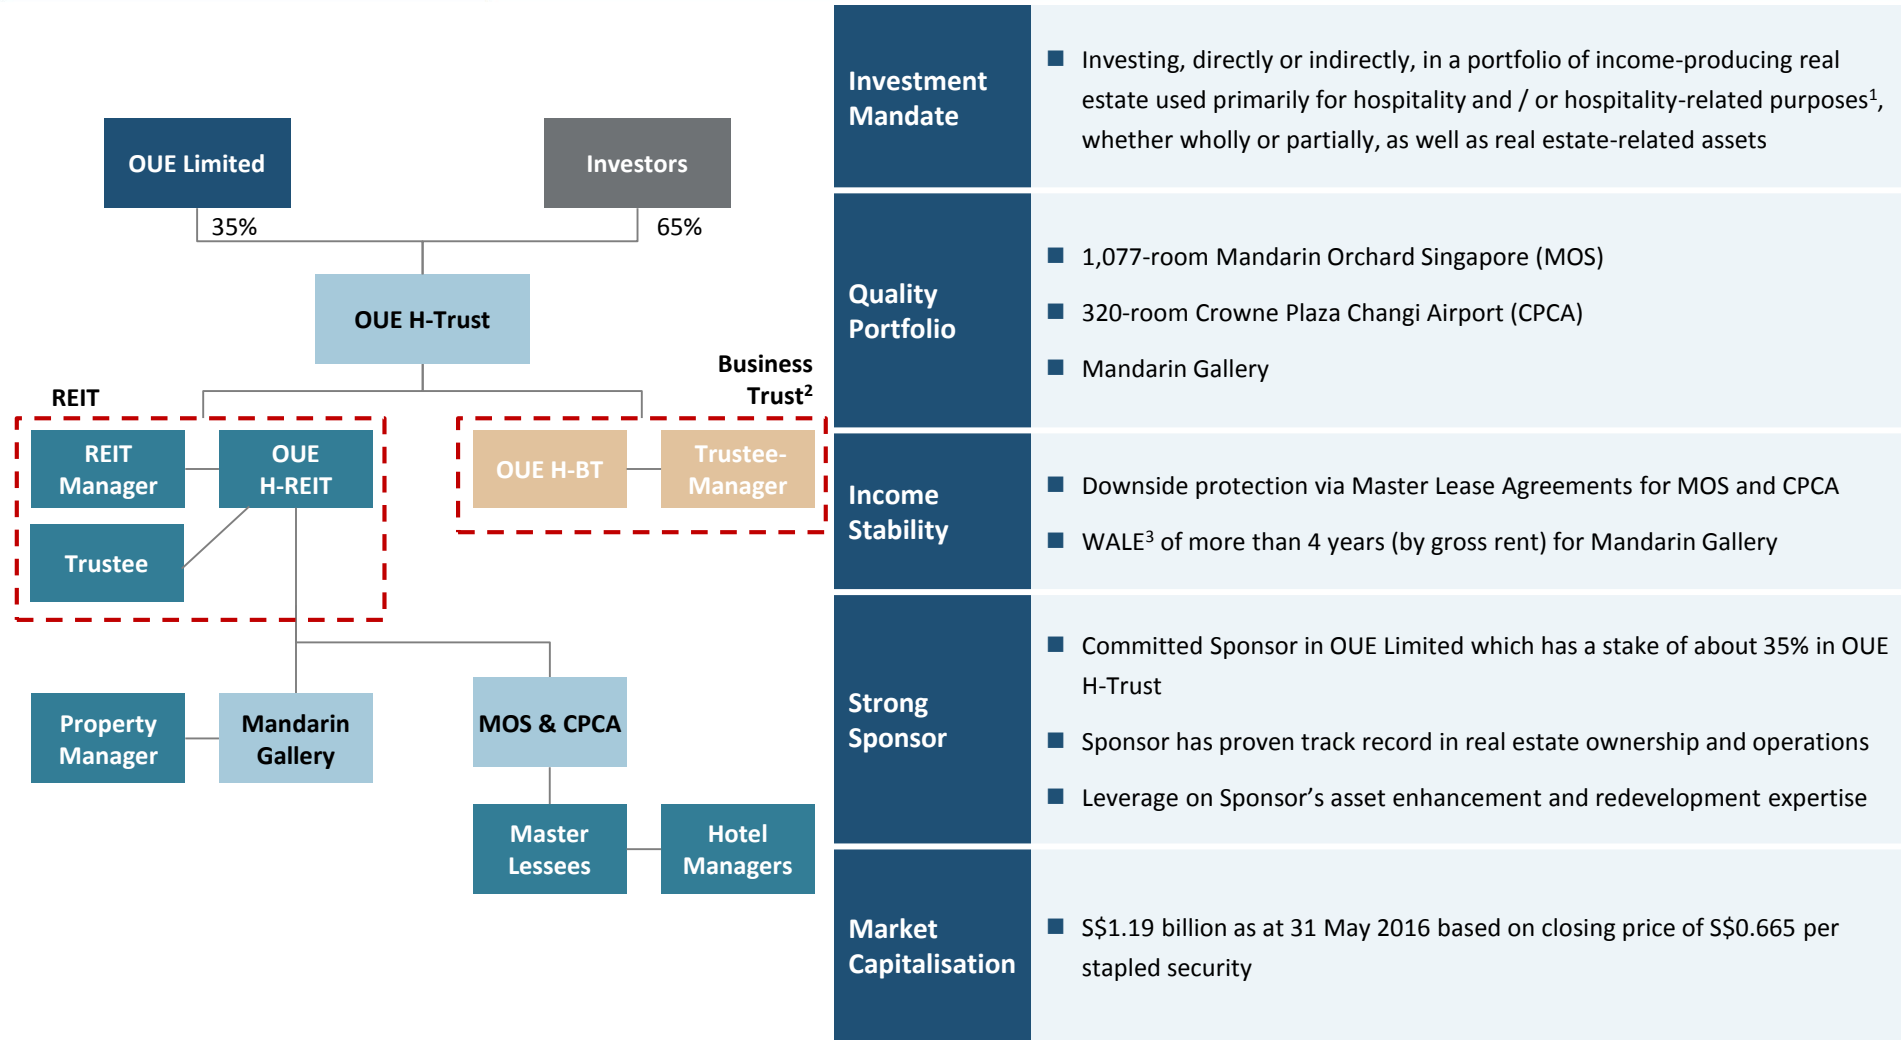 OUE Limited
Investors
35%
65%
OUE H-Trust
REIT
Business
Trust²
REIT
Manager
OUE
H-REIT
Trustee
OUE H-BT
Trustee-
Manager
Property
Manager
Mandarin
Gallery
MOS & CPCA
Master
Lessees
Hotel
Managers
Investment
Mandate
■ Investing, directly or indirectly, in a portfolio of income-producing real
estate used primarily for hospitality and / or hospitality-related purposes¹,
whether wholly or partially, as well as real estate-related assets
Quality
Portfolio
■ 1,077-room Mandarin Orchard Singapore (MOS)
■ 320-room Crowne Plaza Changi Airport (CPCA)
■ Mandarin Gallery
Income
Stability
■ Downside protection via Master Lease Agreements for MOS and CPCA
■ WALE³ of more than 4 years (by gross rent) for Mandarin Gallery
Strong
Sponsor
■ Committed Sponsor in OUE Limited which has a stake of about 35% in OUE
H-Trust
■ Sponsor has proven track record in real estate ownership and operations
■ Leverage on Sponsor’s asset enhancement and redevelopment expertise
Market
Capitalisation
■ S$1.19 billion as at 31 May 2016 based on closing price of S$0.665 per
stapled security